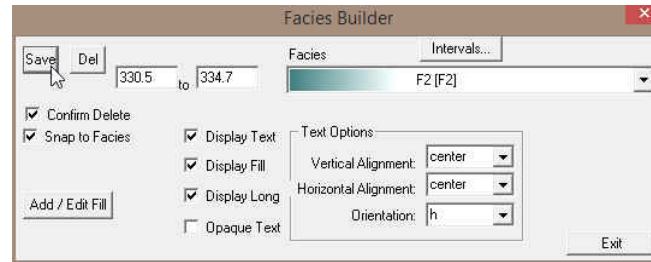 Facies Builder
Save Del 330.5 to 334.7
Facies Intervals...
F2 [F2]
Confirm Delete
Snap to Facies
Add / Edit Fill
Display Text
Display Fill
Display Long
Opaque Text
Text Options
Vertical Alignment: center
Horizontal Alignment: center
Orientation: h
Exit